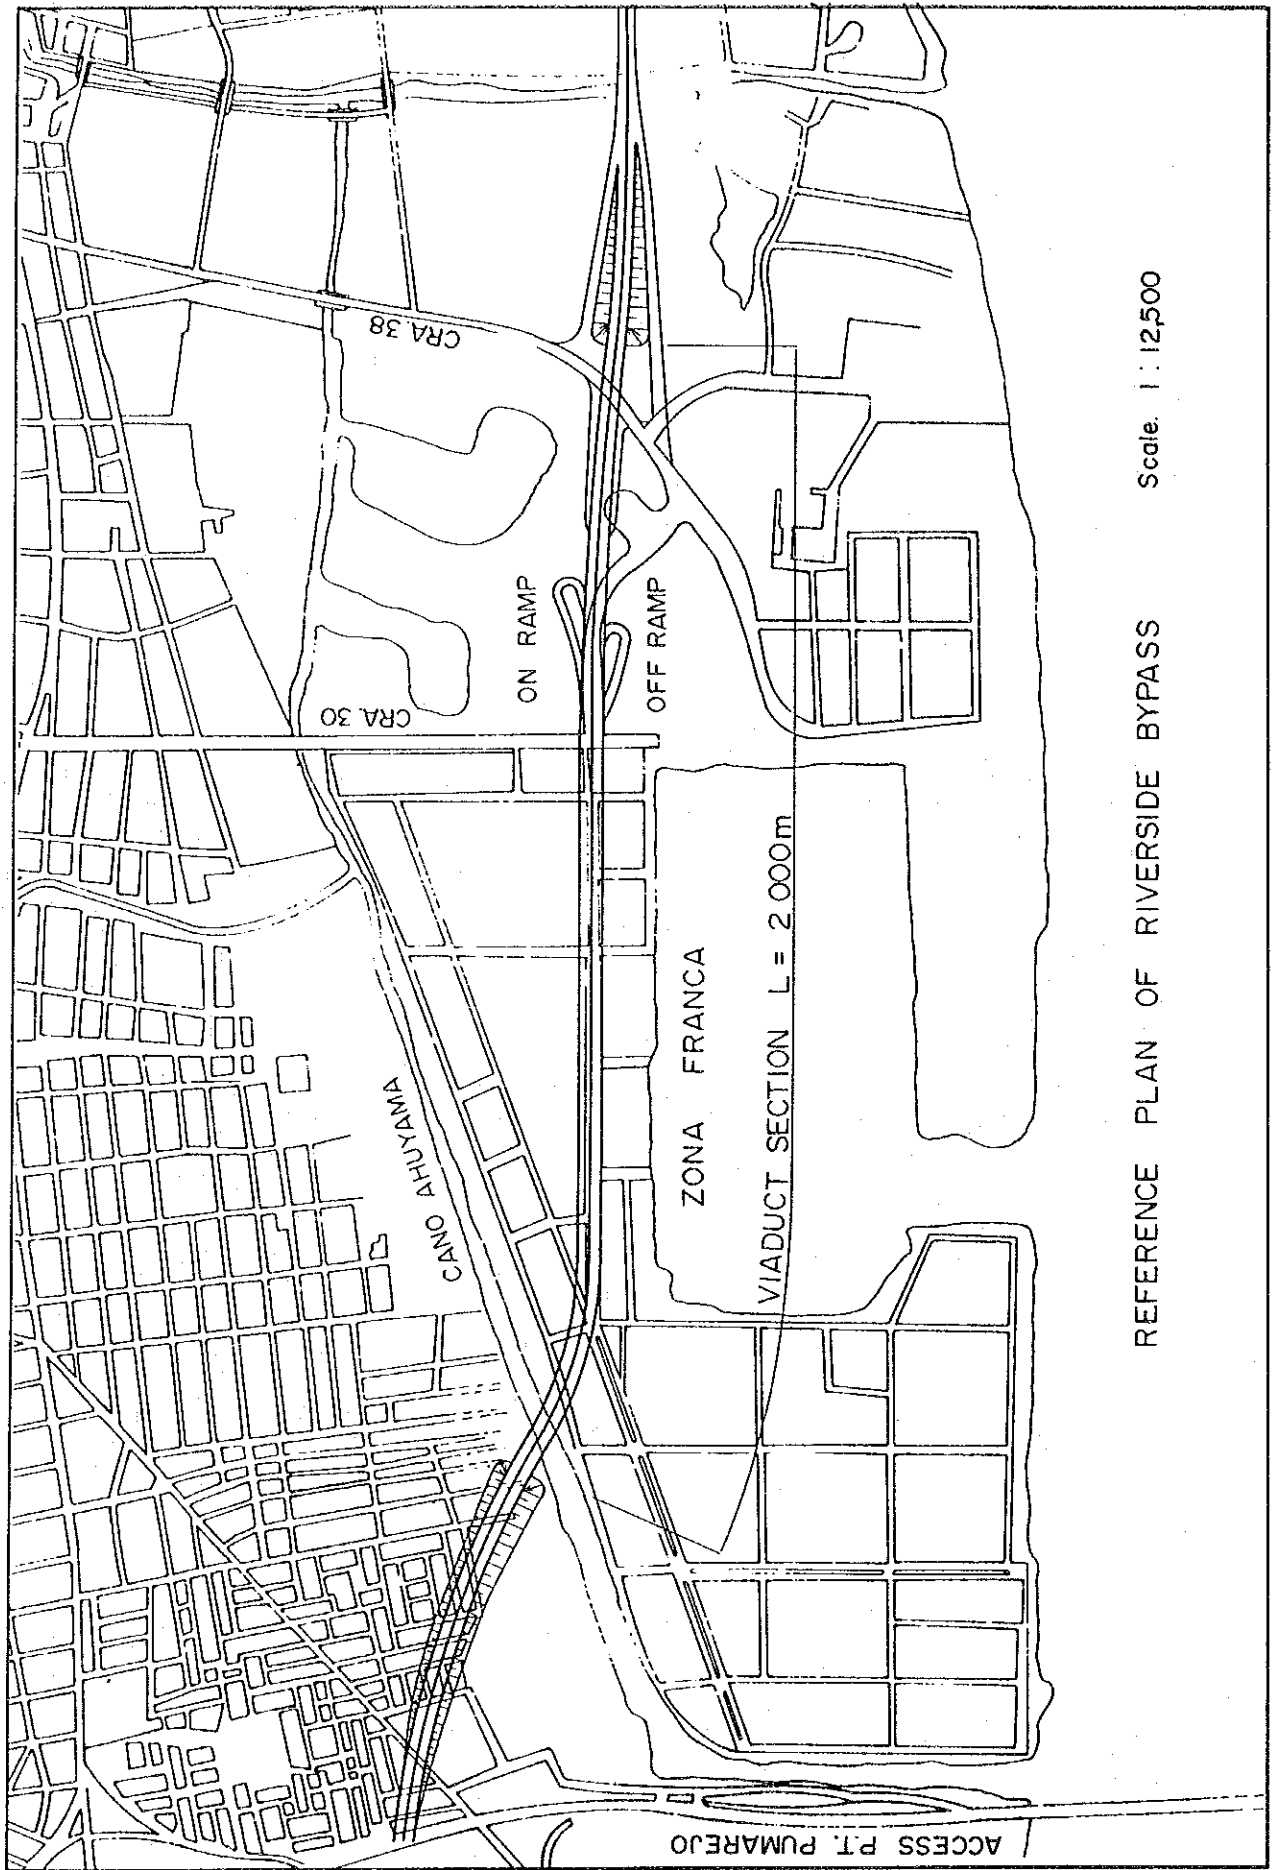 CRA. 38
CRA. 30
ON RAMP
OFF RAMP
CANO AHUYAMA
ZONA FRANCA
VIADUCT SECTION L = 2 000m
ACCESS P.T. PUMAREJO
REFERENCE PLAN OF RIVERSIDE BYPASS
Scale. 1 : 12,500